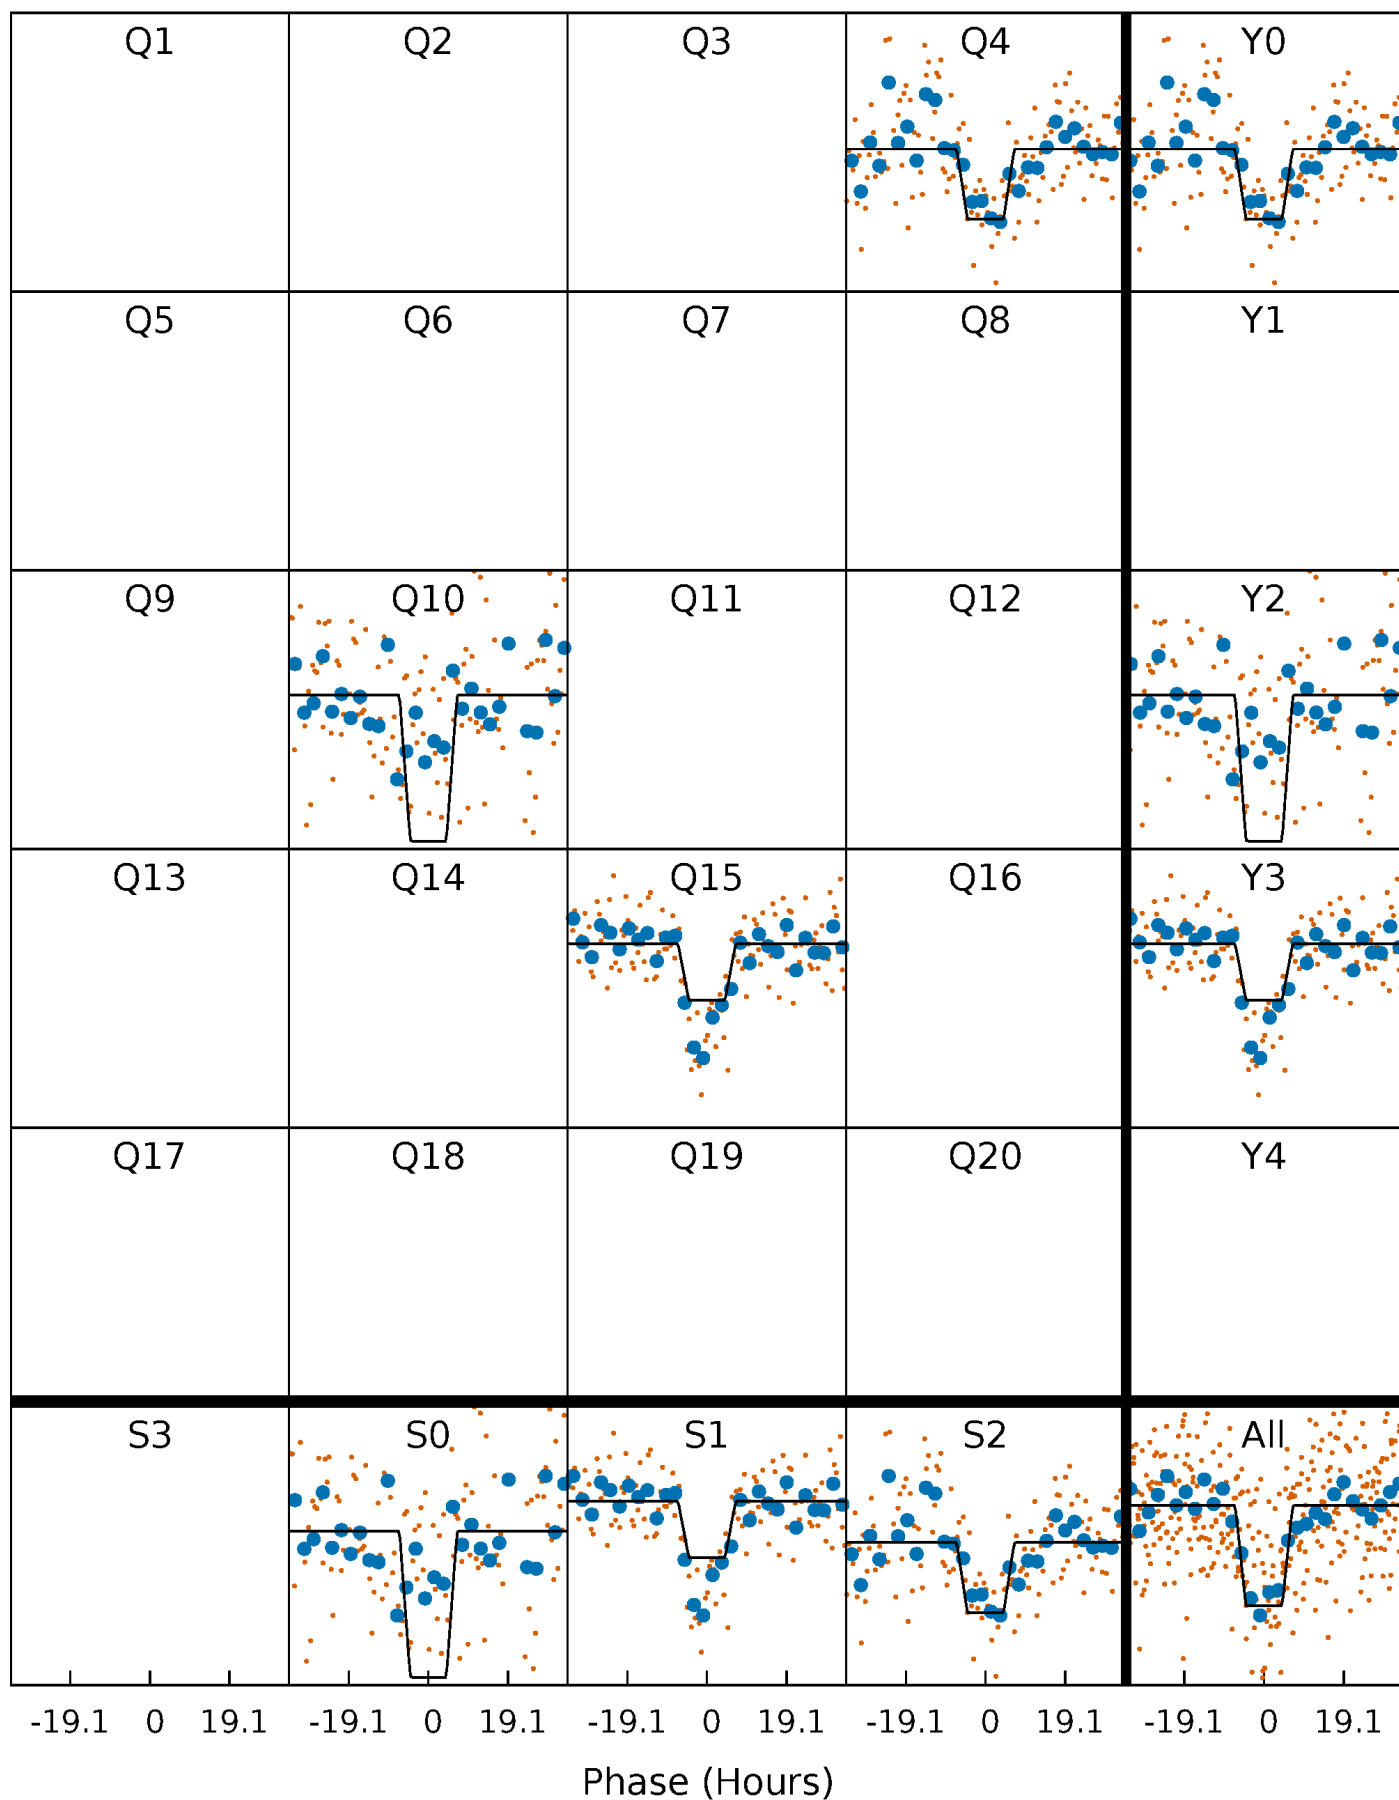 Q1 Q2 Q3 Q4 Y0
Q5 Q6 Q7 Q8 Y1
Q9 Q10 Q11 Q12 Y2
Q13 Q14 Q15 Q16 Y3
Q17 Q18 Q19 Q20 Y4
S3 S0 S1 S2 All
-19.1 0 19.1 -19.1 0 19.1 -19.1 0 19.1 -19.1 0 19.1 -19.1 0 19.1
Phase (Hours)